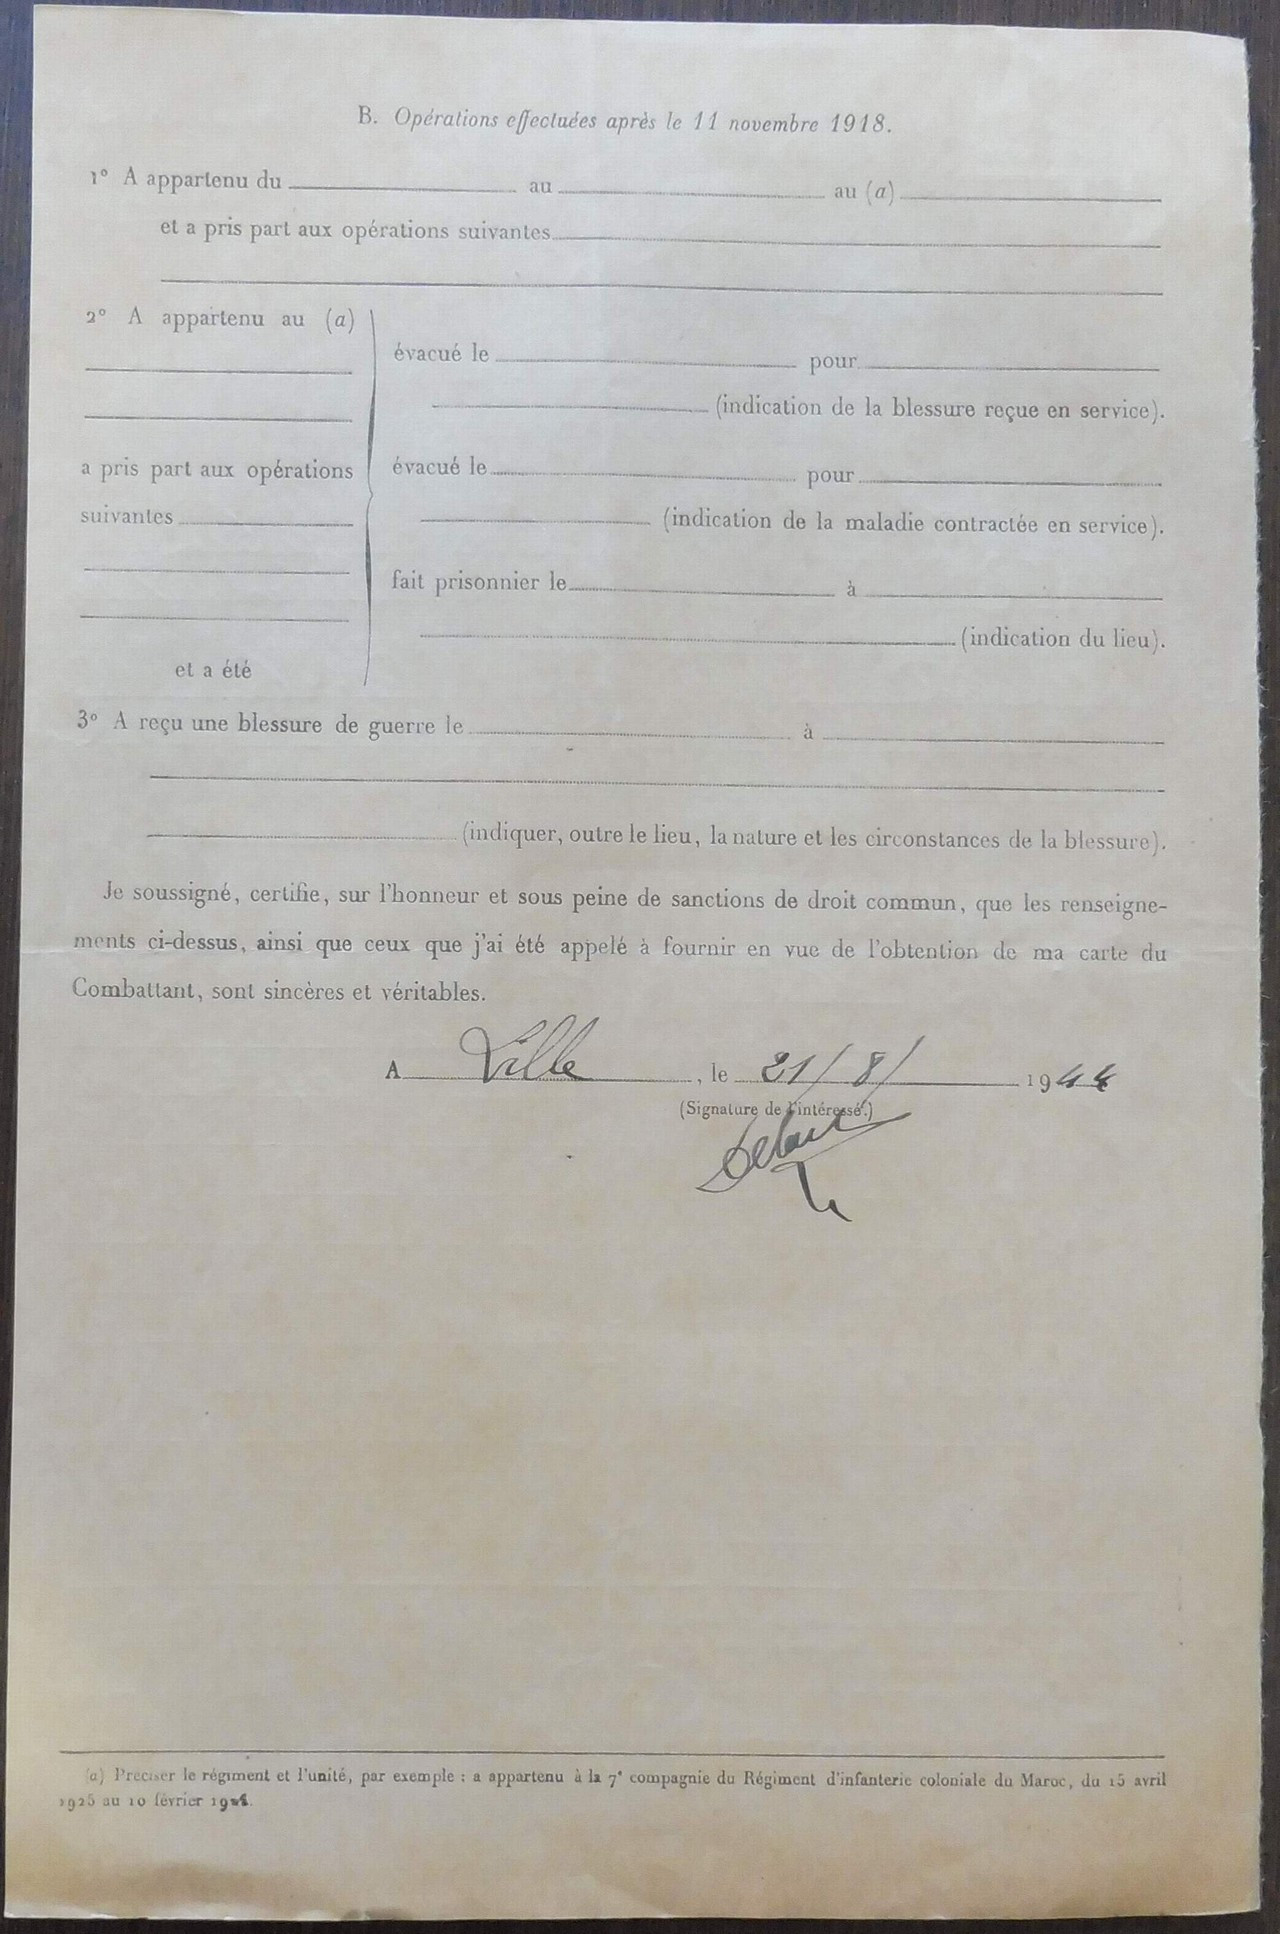 B. Opérations effectuées après le 11 novembre 1918.
1° A appartenu du au au (a)
et a pris part aux opérations suivantes
2° A appartenu au (a)
évacué le pour
(indication de la blessure reçue en service).
a pris part aux opérations
évacué le pour
suivantes
(indication de la maladie contractée en service).
fait prisonnier le à
(indication du lieu).
et a été
3° A reçu une blessure de guerre le à
(indiquer, outre le lieu, la nature et les circonstances de la blessure).
Je soussigné, certifie, sur l'honneur et sous peine de sanctions de droit commun, que les renseigne-
ments ci-dessus, ainsi que ceux que j'ai été appelé à fournir en vue de l'obtention de ma carte du
Combattant, sont sincères et véritables.
A Lille, le 21/8/ 1944
(Signature de l'intéressé.)
(a) Préciser le régiment et l'unité, par exemple : a appartenu à la 7e compagnie du Régiment d'infanterie coloniale du Maroc, du 15 avril
1925 au 10 février